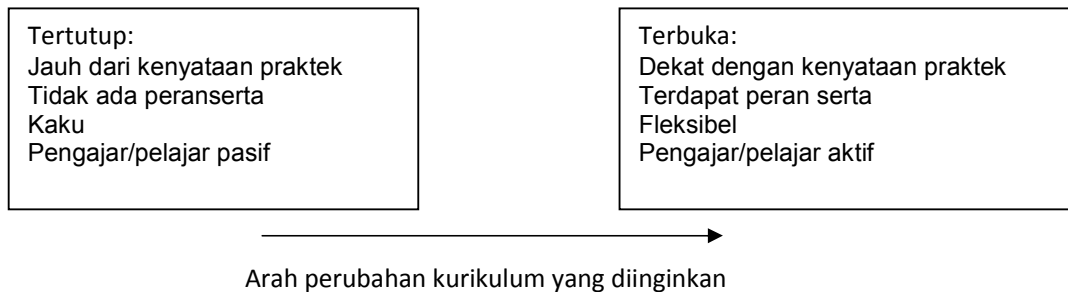 Tertutup:
Jauh dari kenyataan praktek
Tidak ada peranserta
Kaku
Pengajar/pelajar pasif
Terbuka:
Dekat dengan kenyataan praktek
Terdapat peran serta
Fleksibel
Pengajar/pelajar aktif
Arah perubahan kurikulum yang diinginkan